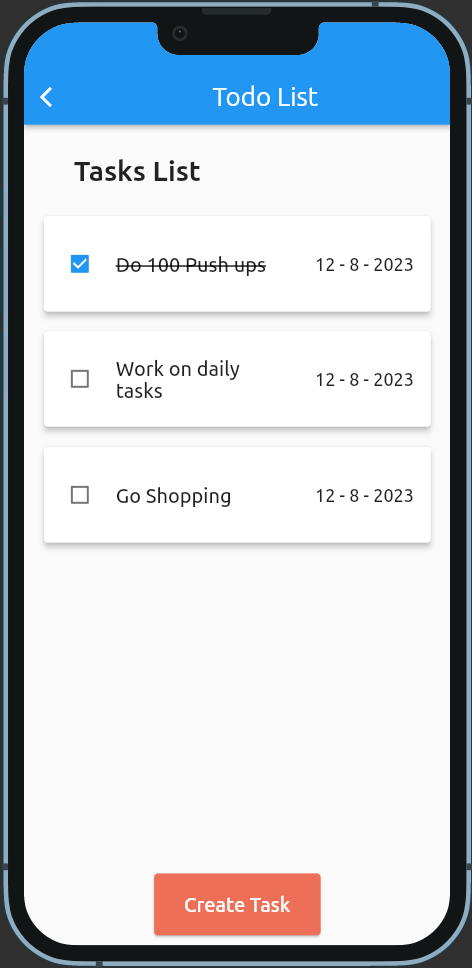 Todo List
Tasks List
Do 100 Push ups
12 - 8 - 2023
Work on daily
tasks
12 - 8 - 2023
Go Shopping
12 - 8 - 2023
Create Task